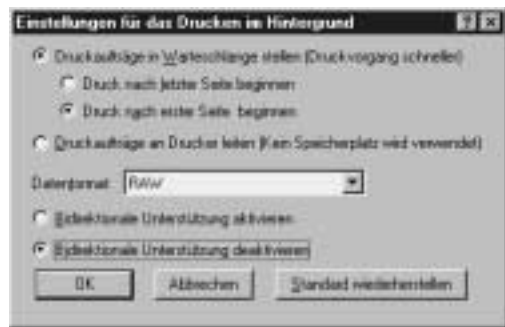 Einstellungen für das Drucken im Hintergrund
Druckaufträge in Warteschlange stellen (Druckvorgang schneller)
Druck nach letzter Seite beginnen
Druck nach erster Seite beginnen
Druckaufträge an Drucker leiten (Kein Speicherplatz wird verwendet)
Datenformat: RAW
Bidirektionale Unterstützung aktivieren
Bidirektionale Unterstützung deaktivieren
OK Abbrechen Standard wiederherstellen